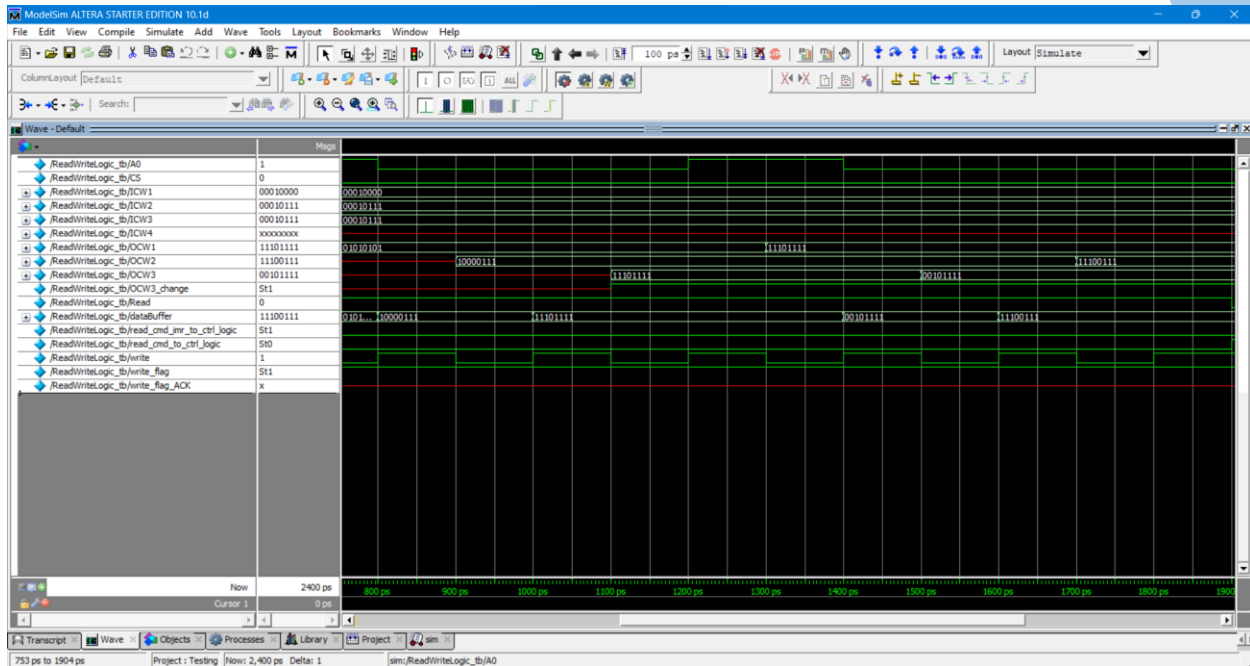 ModelSim ALTERA STARTER EDITION 10.1d
File Edit View Compile Simulate Add Wave Tools Layout Bookmarks Window Help
100 ps Layout Simulate
ColumnLayout Default
Search:
Wave - Default
Msgs
/ReadWriteLogic_tb/A0 1
/ReadWriteLogic_tb/CS 0
/ReadWriteLogic_tb/ICW1 00010000 00010000
/ReadWriteLogic_tb/ICW2 00010111 00010111
/ReadWriteLogic_tb/ICW3 00010111 00010111
/ReadWriteLogic_tb/ICW4 xxxxxxxx
/ReadWriteLogic_tb/OCW1 11101111 01010101 11101111
/ReadWriteLogic_tb/OCW2 11100111 10000111 11100111
/ReadWriteLogic_tb/OCW3 00101111 11101111 00101111
/ReadWriteLogic_tb/OCW3_change St1
/ReadWriteLogic_tb/Read 0
/ReadWriteLogic_tb/dataBuffer 11100111 0101... 10000111 11101111 00101111 11100111
/ReadWriteLogic_tb/read_cmd_imr_to_ctrl_logic St1
/ReadWriteLogic_tb/read_cmd_to_ctrl_logic St0
/ReadWriteLogic_tb/write 1
/ReadWriteLogic_tb/write_flag St1
/ReadWriteLogic_tb/write_flag_ACK x
Now 2400 ps 800 ps 900 ps 1000 ps 1100 ps 1200 ps 1300 ps 1400 ps 1500 ps 1600 ps 1700 ps 1800 ps 1900
Cursor 1 0 ps
Transcript Wave Objects Processes Library Project sim
753 ps to 1904 ps Project : Testing Now: 2,400 ps Delta: 1 sim:/ReadWriteLogic_tb/A0